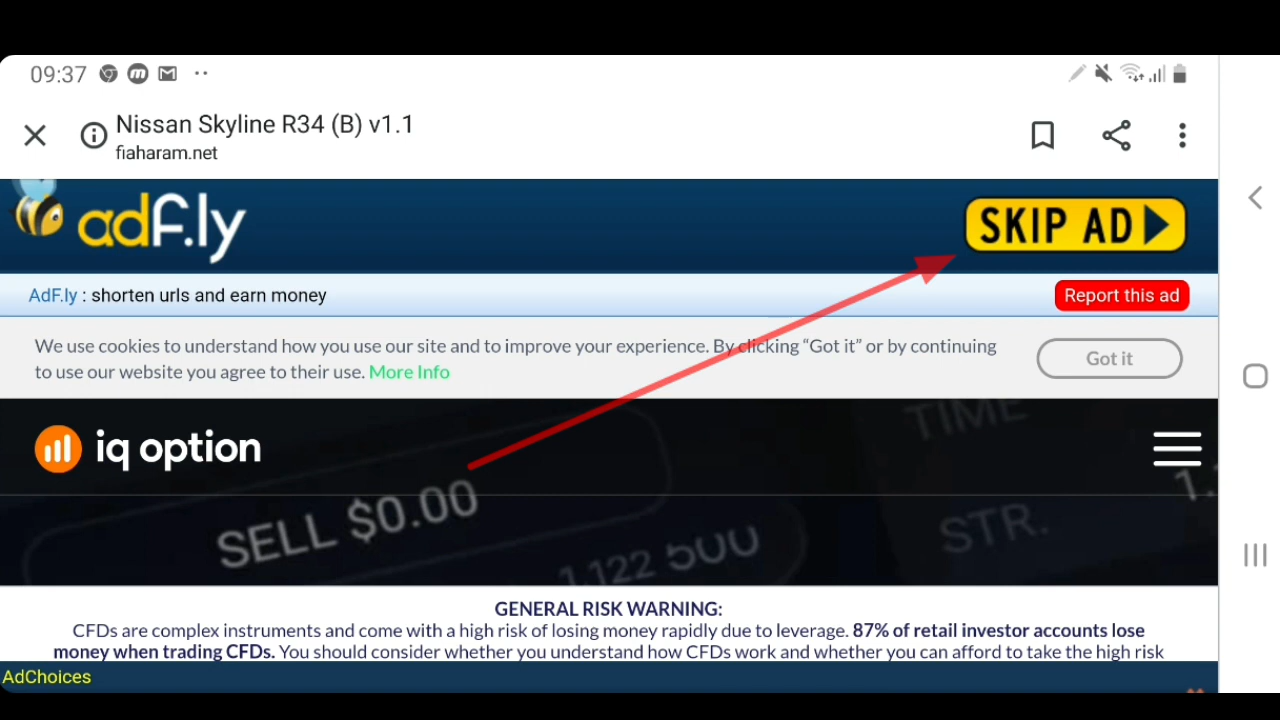 09:37
Nissan Skyline R34 (B) v1.1
fiaharam.net
adf.ly
SKIP AD
AdF.ly : shorten urls and earn money
Report this ad
We use cookies to understand how you use our site and to improve your experience. By clicking “Got it” or by continuing
to use our website you agree to their use. More Info
Got it
iq option
TIME
SELL $0.00
1.122 500
STR.
1.
GENERAL RISK WARNING:
CFDs are complex instruments and come with a high risk of losing money rapidly due to leverage. 87% of retail investor accounts lose
money when trading CFDs. You should consider whether you understand how CFDs work and whether you can afford to take the high risk
AdChoices